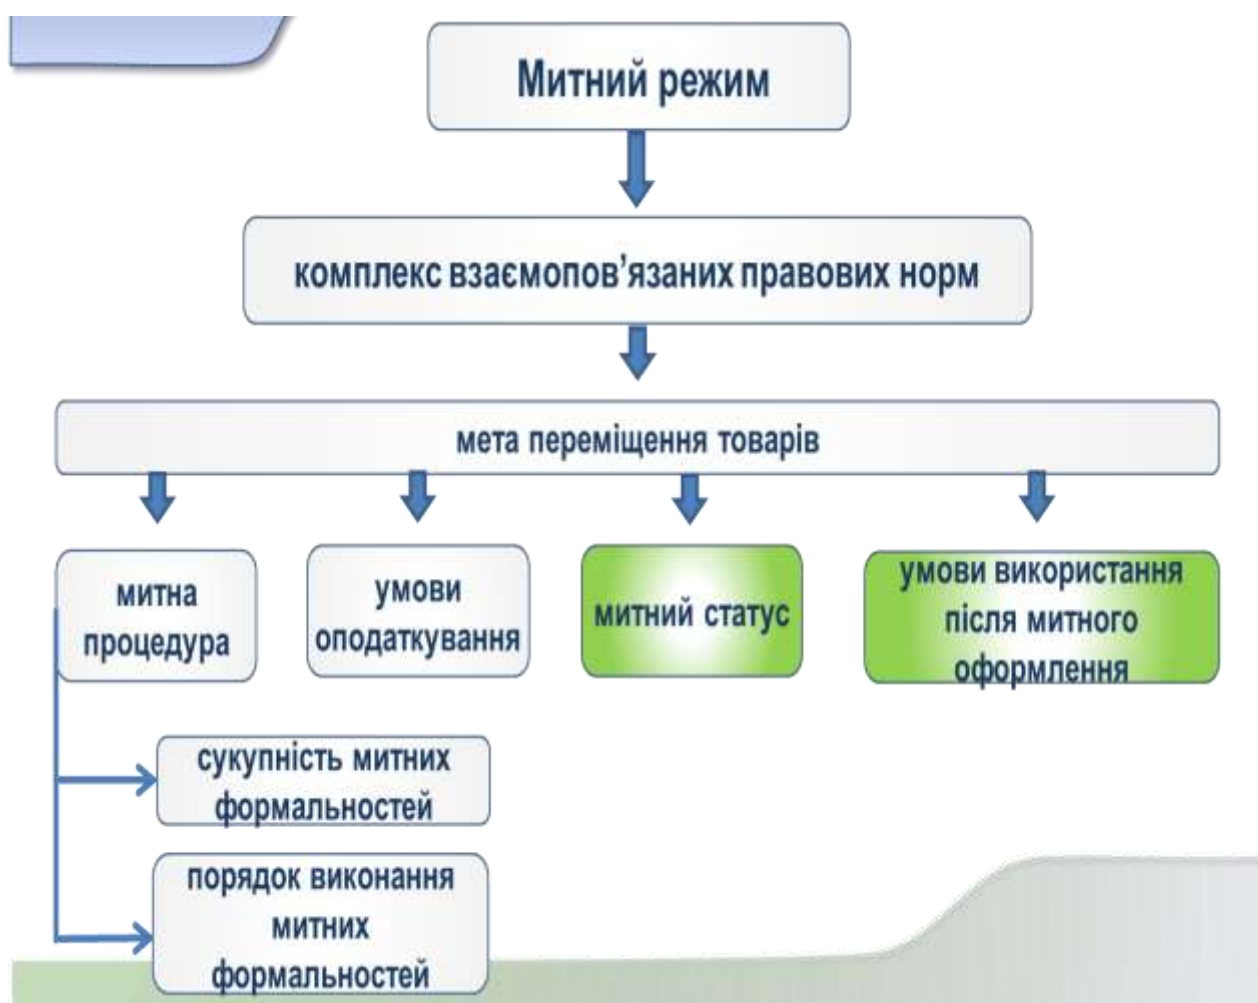 Митний режим
комплекс взаємопов’язаних правових норм
мета переміщення товарів
митна
процедура
умови
оподаткування
митний статус
умови використання
після митного
оформлення
сукупність митних
формальностей
порядок виконання
митних
формальностей